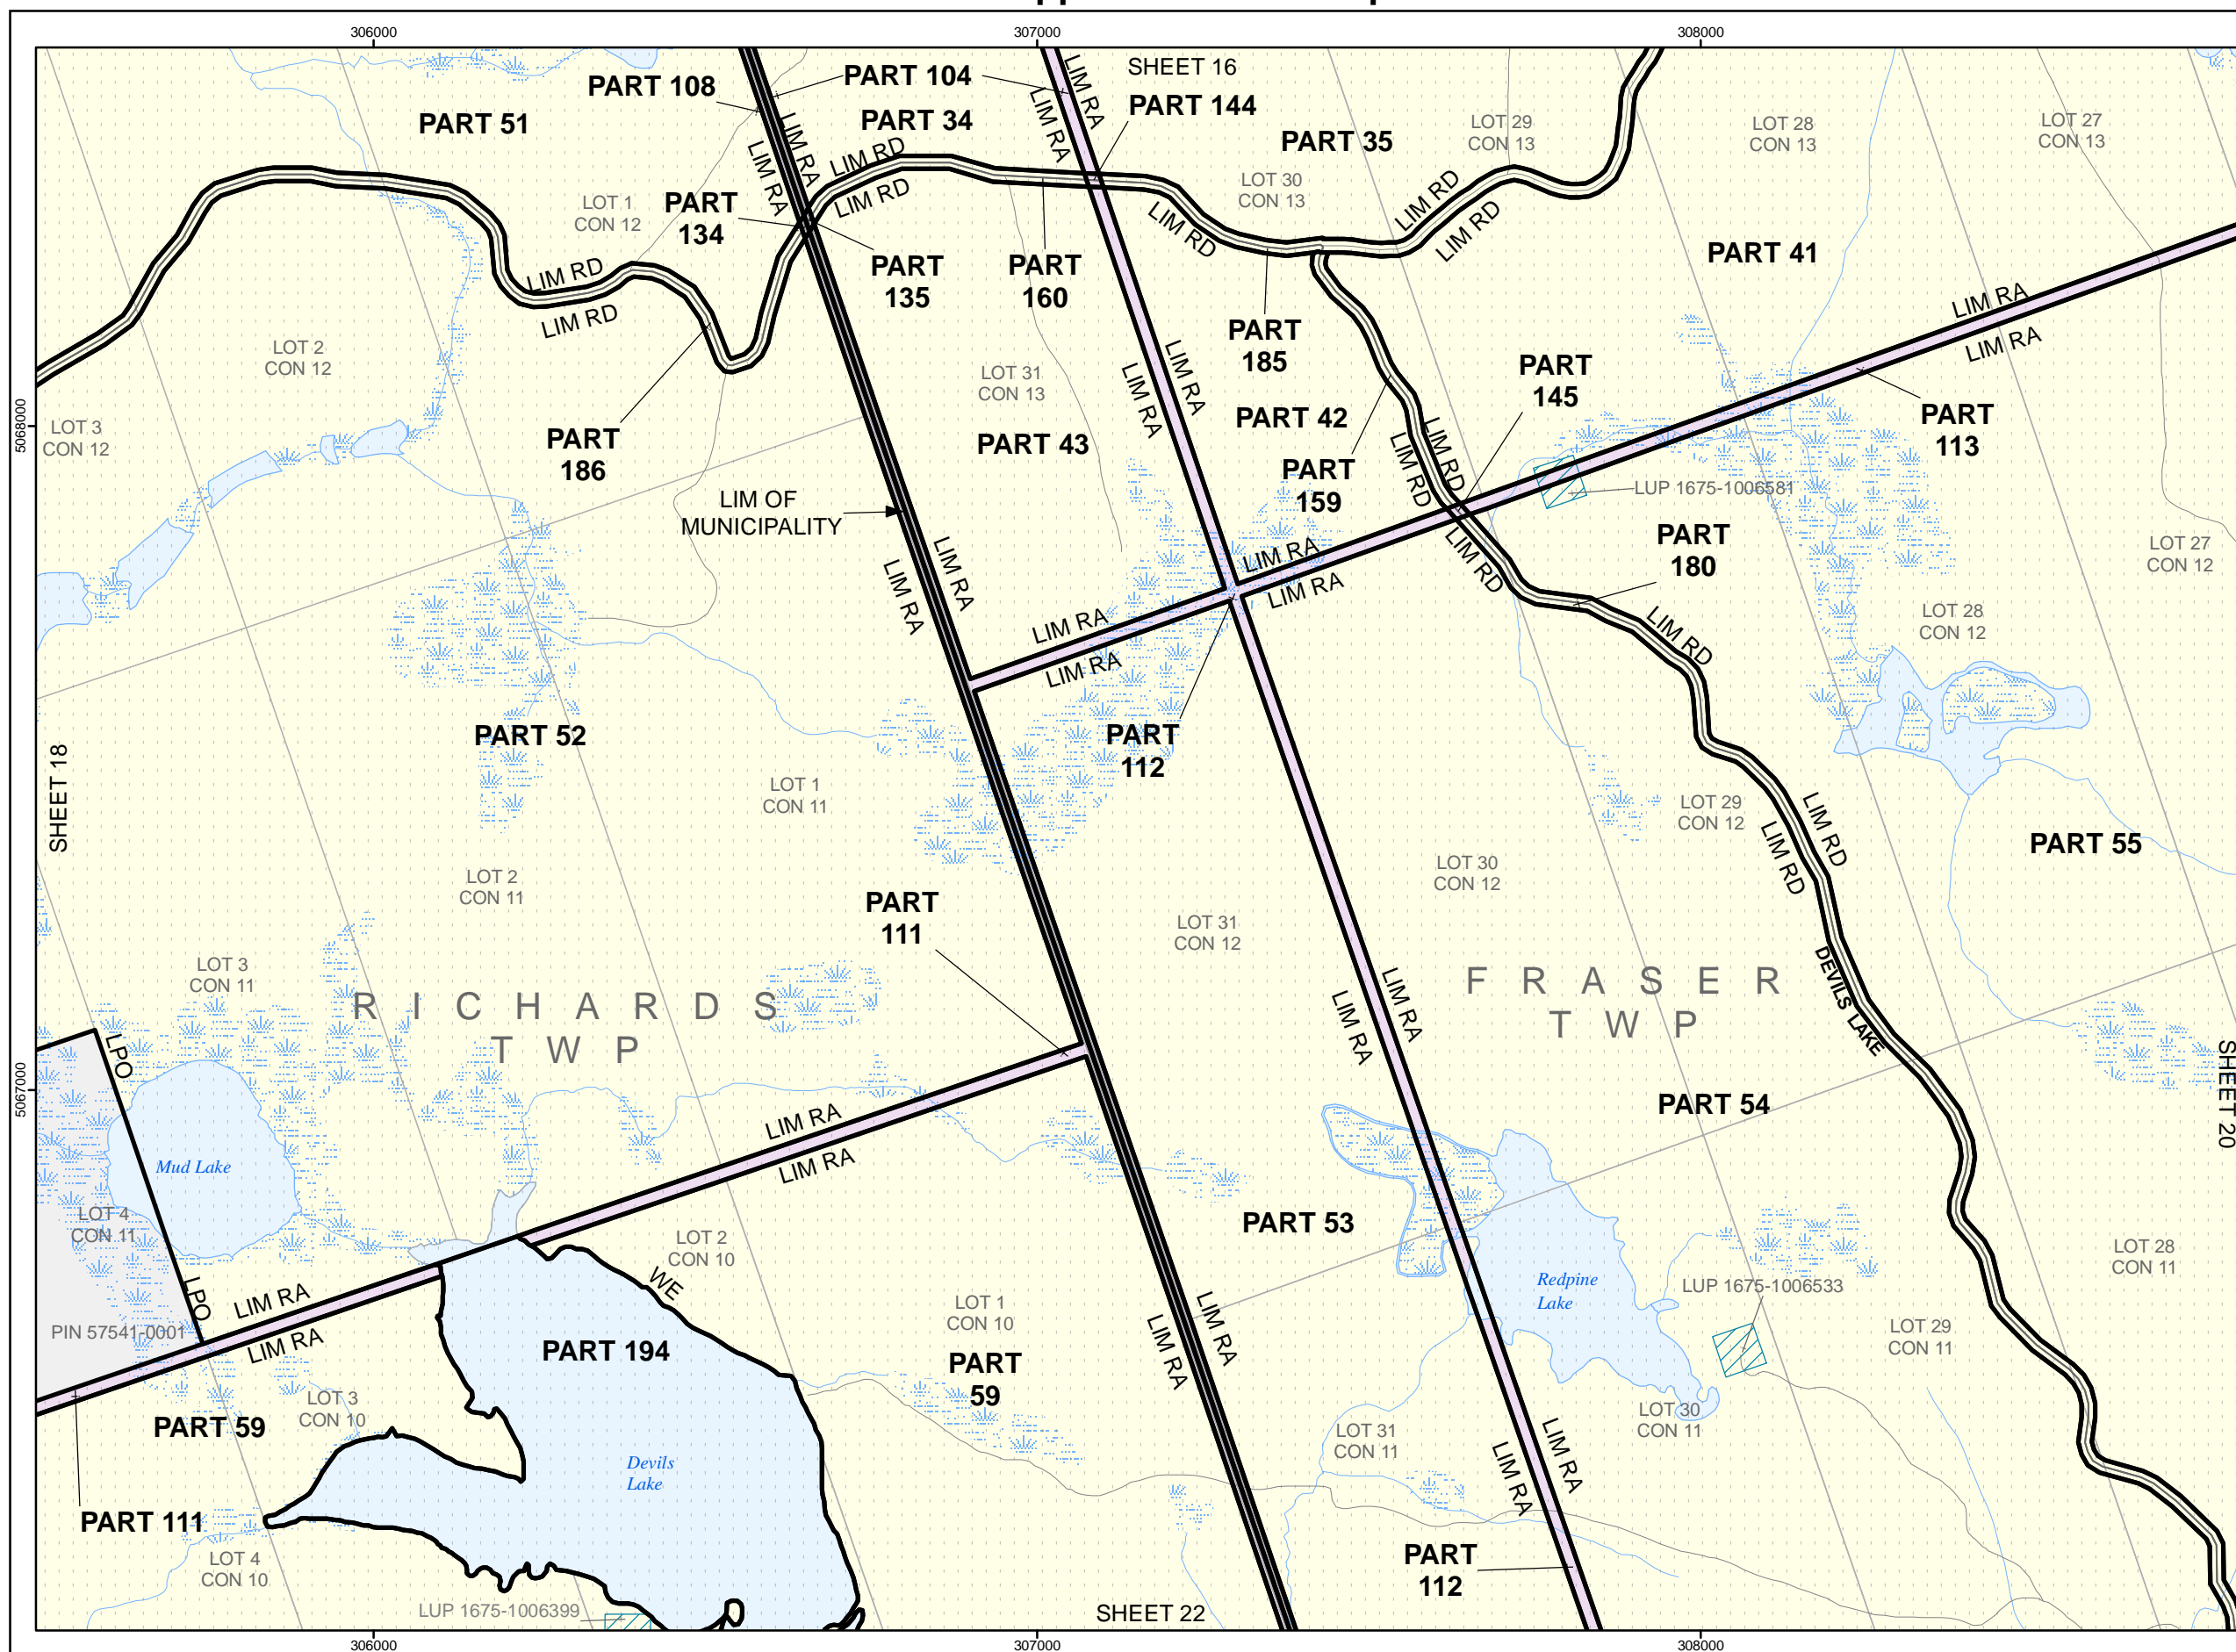 306000
307000
308000
PART 108
PART 104
SHEET 16
PART 144
PART 51
PART 34
PART 35
LIM RA
LIM RA
LIM RA
LIM RA
LOT 29
CON 13
LOT 28
CON 13
LOT 27
CON 13
LIM RD
LIM RD
LOT 1
CON 12
PART
134
LOT 30
CON 13
LIM RD
LIM RD
LIM RD
PART 41
LIM RD
LIM RD
PART
135
PART
160
PART
185
LIM RA
LIM RA
LOT 2
CON 12
LOT 31
CON 13
LIM RA
LIM RA
PART
145
PART 42
PART
113
5068000
LOT 3
CON 12
PART
186
PART 43
PART
159
LIM RD
LIM RD
LUP 1675-1006581
LIM OF
MUNICIPALITY
PART
180
LIM RA
LIM RA
LIM RA
LIM RA
LIM RD
LOT 27
CON 12
LIM RA
LIM RA
LIM RD
LOT 28
CON 12
PART 52
PART
112
SHEET 18
LOT 1
CON 11
LOT 29
CON 12
LIM RD
LIM RD
PART 55
LOT 2
CON 11
PART
111
LOT 30
CON 12
LOT 31
CON 12
LOT 3
CON 11
RICHARDS
TWP
FRASER
TWP
DEVILS LAKE
LIM RA
LIM RA
5067000
LPO
SHEET 20
PART 54
LIM RA
LIM RA
Mud Lake
LOT 4
CON 11
PART 53
LOT 2
CON 10
LOT 28
CON 11
WE
Redpine
Lake
LUP 1675-1006533
LPO
LIM RA
LIM RA
PIN 57541-0001
LOT 1
CON 10
LIM RA
LIM RA
PART 194
PART
59
LOT 29
CON 11
PART 59
LOT 3
CON 10
LOT 31
CON 11
LOT 30
CON 11
Devils
Lake
LIM RA
LIM RA
PART 111
LOT 4
CON 10
PART
112
LUP 1675-1006399
SHEET 22
306000
307000
308000